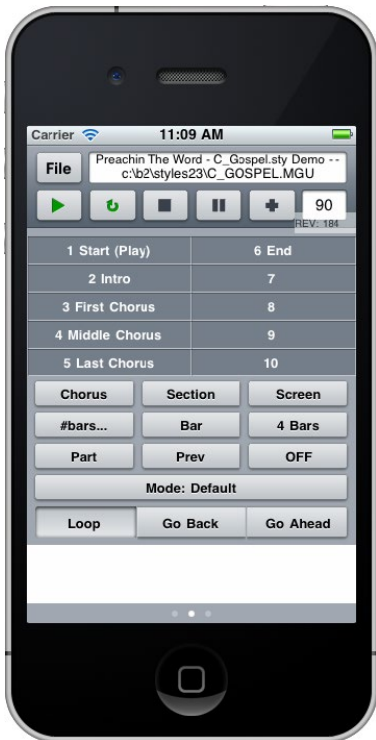 Carrier 11:09 AM
File
Preachin The Word - C_Gospel.sty Demo --
c:\b2\styles23\C_GOSPEL.MGU
90
REV: 184
1 Start (Play) 6 End
2 Intro 7
3 First Chorus 8
4 Middle Chorus 9
5 Last Chorus 10
Chorus Section Screen
#bars... Bar 4 Bars
Part Prev OFF
Mode: Default
Loop Go Back Go Ahead